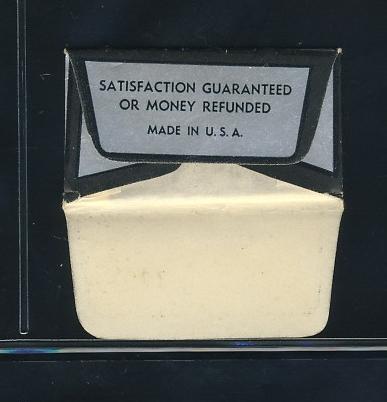 SATISFACTION GUARANTEED
OR MONEY REFUNDED
MADE IN U.S.A.